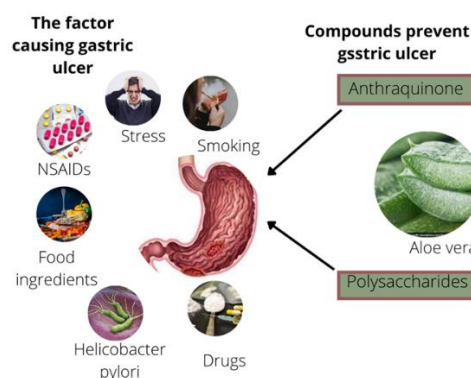 The factor
causing gastric
ulcer
Stress
Smoking
NSAIDs
Food
ingredients
Helicobacter
pylori
Drugs
Compounds prevent
gsstric ulcer
Anthraquinone
Aloe vera
Polysaccharides